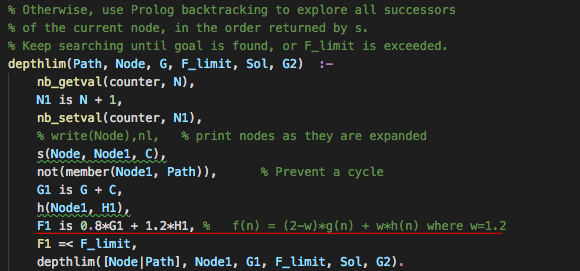 % Otherwise, use Prolog backtracking to explore all successors
% of the current node, in the order returned by s.
% Keep searching until goal is found, or F_limit is exceeded.
depthlim(Path, Node, G, F_limit, Sol, G2)  :-
    nb_getval(counter, N),
    N1 is N + 1,
    nb_setval(counter, N1),
    % write(Node),nl,   % print nodes as they are expanded
    s(Node, Node1, C),
    not(member(Node1, Path)),      % Prevent a cycle
    G1 is G + C,
    h(Node1, H1),
    F1 is 0.8*G1 + 1.2*H1, %   f(n) = (2-w)*g(n) + w*h(n) where w=1.2
    F1 =< F_limit,
    depthlim([Node|Path], Node1, G1, F_limit, Sol, G2).